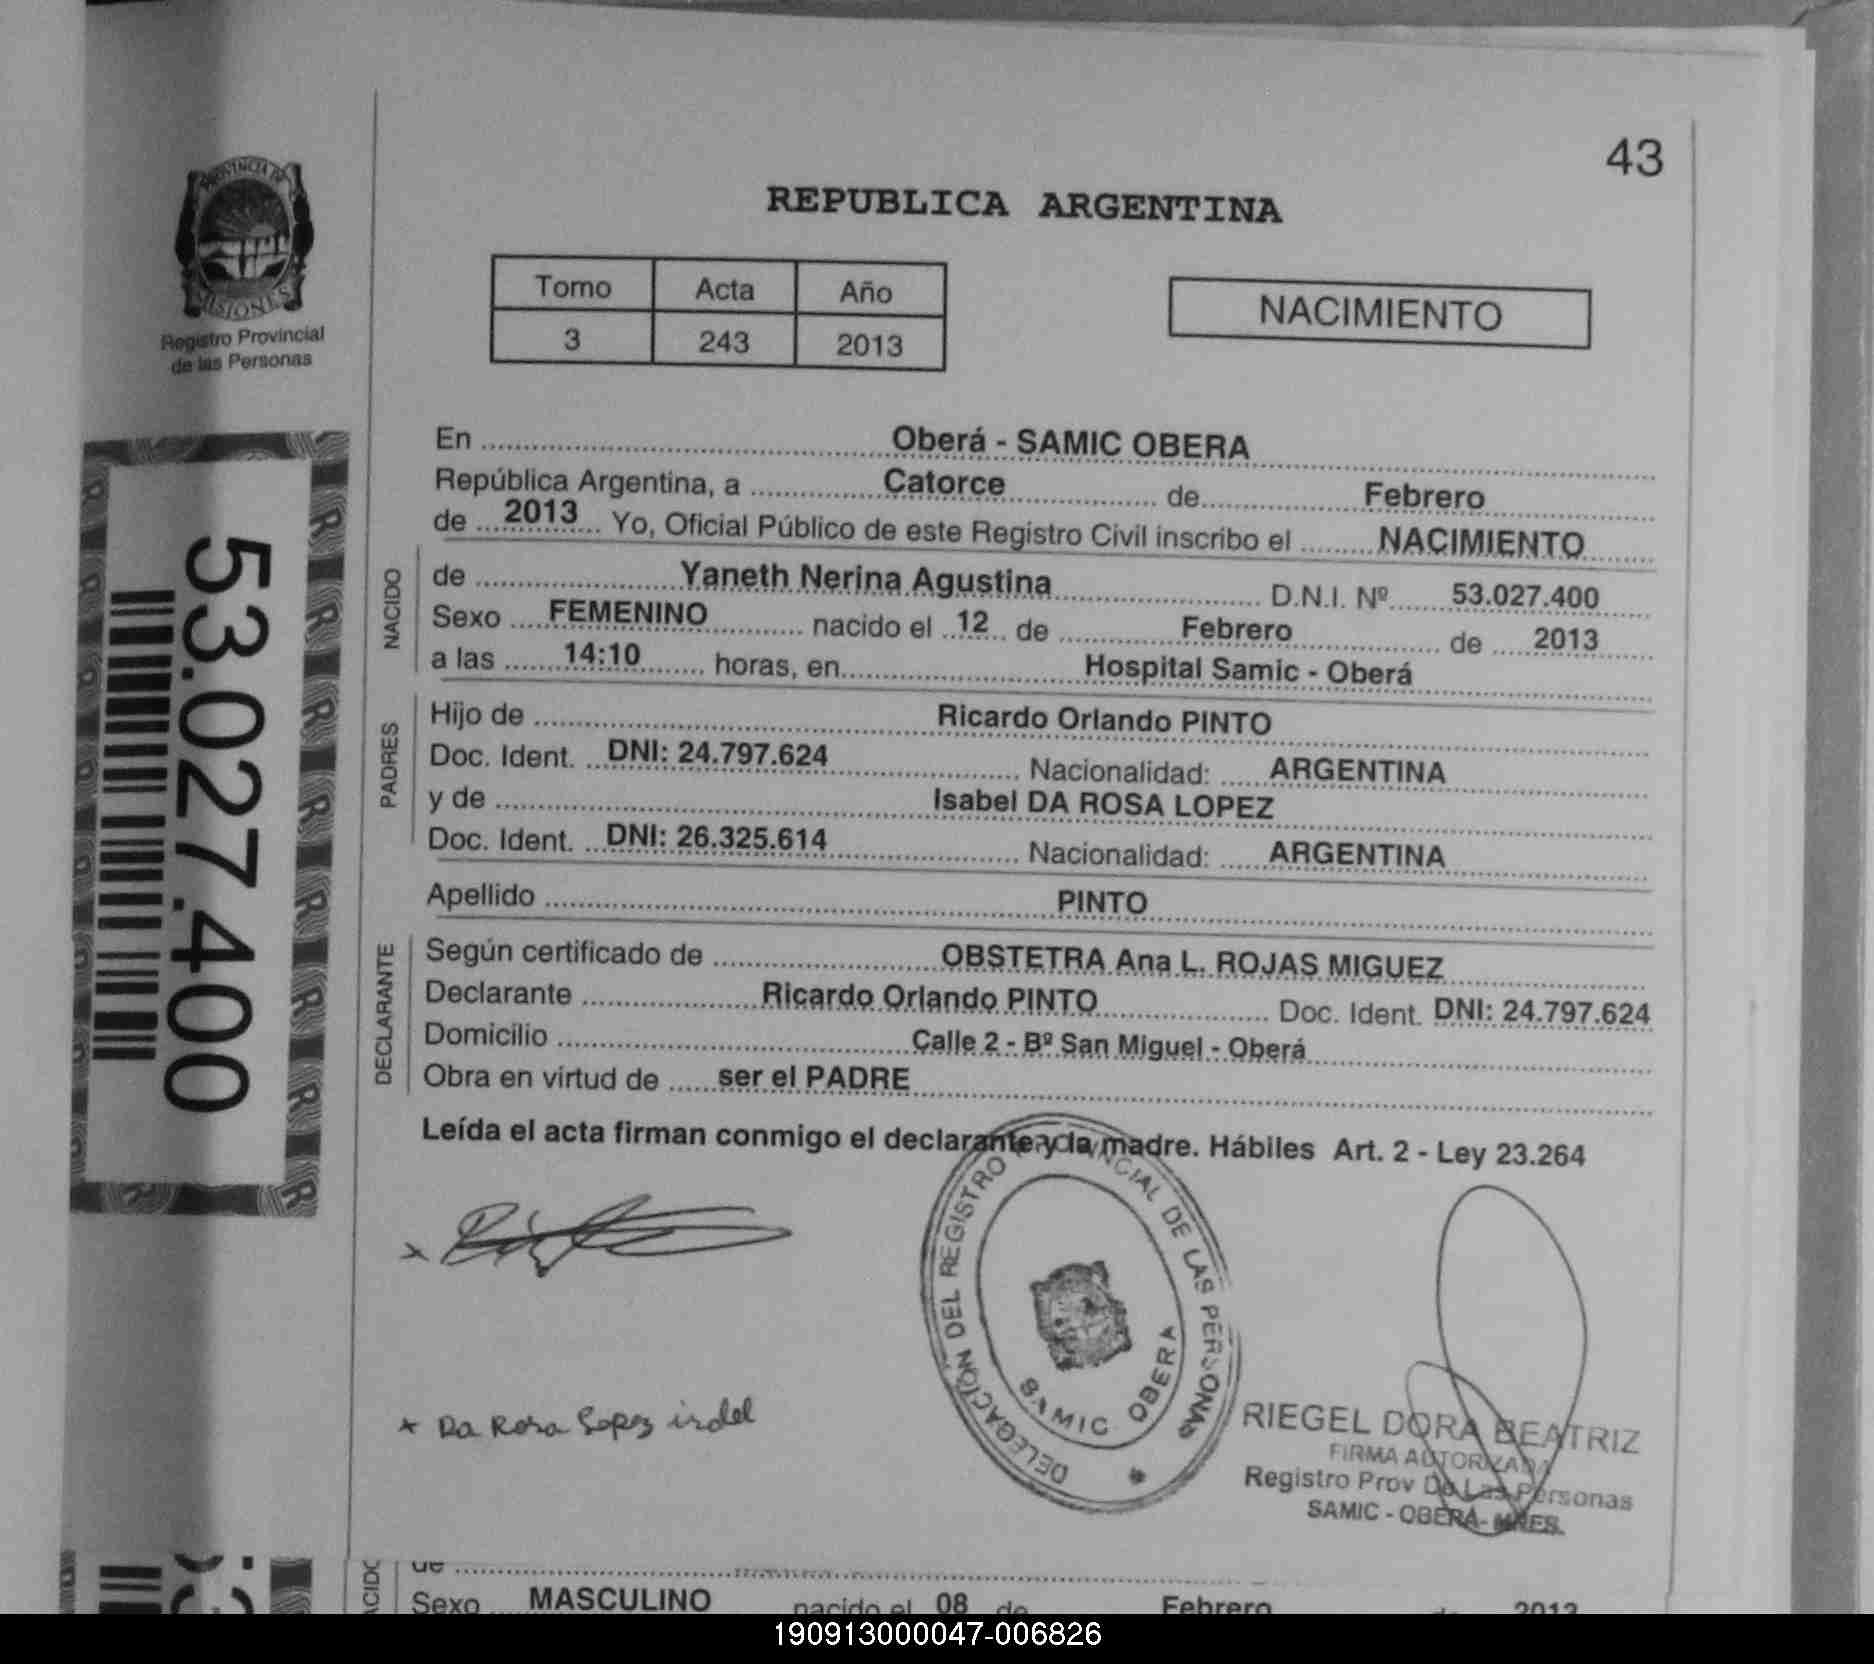 43
REPUBLICA ARGENTINA
PROVINCIA DE
MISIONES
Registro Provincial
de las Personas
Tomo Acta Año
3 243 2013
NACIMIENTO
53.027.400
En Oberá - SAMIC OBERA
República Argentina, a Catorce de Febrero
de 2013 Yo, Oficial Público de este Registro Civil inscribo el NACIMIENTO
NACIDO
de Yaneth Nerina Agustina D.N.I. Nº 53.027.400
Sexo FEMENINO nacido el 12 de Febrero de 2013
a las 14:10 horas, en Hospital Samic - Oberá
PADRES
Hijo de Ricardo Orlando PINTO
Doc. Ident. DNI: 24.797.624 Nacionalidad: ARGENTINA
y de Isabel DA ROSA LOPEZ
Doc. Ident. DNI: 26.325.614 Nacionalidad: ARGENTINA
Apellido PINTO
DECLARANTE
Según certificado de OBSTETRA Ana L. ROJAS MIGUEZ
Declarante Ricardo Orlando PINTO Doc. Ident. DNI: 24.797.624
Domicilio Calle 2 - Bº San Miguel - Oberá
Obra en virtud de ser el PADRE
Leída el acta firman conmigo el declarante y la madre. Hábiles Art. 2 - Ley 23.264
DELEGACION DEL REGISTRO PROVINCIAL DE LAS PERSONAS
SAMIC OBERA
x Da Rosa Lopez
RIEGEL DORA BEATRIZ
FIRMA AUTORIZADA
Registro Prov De Las Personas
SAMIC - OBERÁ - MNES.
de
Sexo MASCULINO nacido el 08 de Febrero de 2013
190913000047-006826